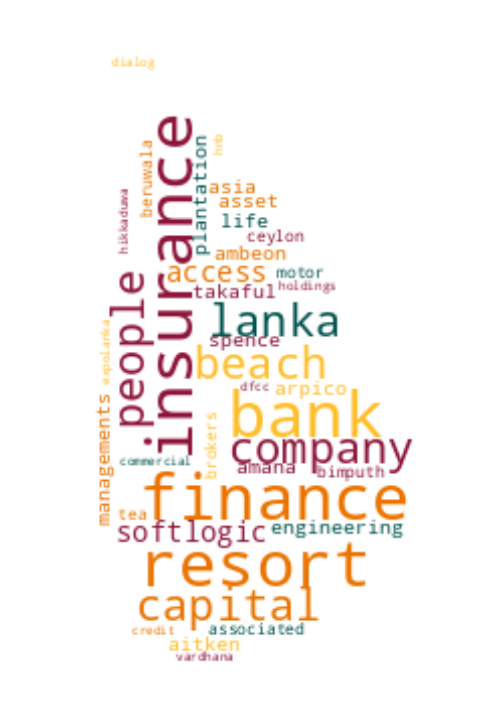 dialog
insurance
hnb
plantation
beruwala
asia
asset
hikkaduwa
life
ceylon
ambeon
access
motor
people
takaful
holdings
lanka
expolanka
spence
beach
dfcc
arpico
bank
managements
brokers
company
commercial
amana
bimputh
finance
tea
softlogic
engineering
resort
capital
credit
associated
aitken
vardhana